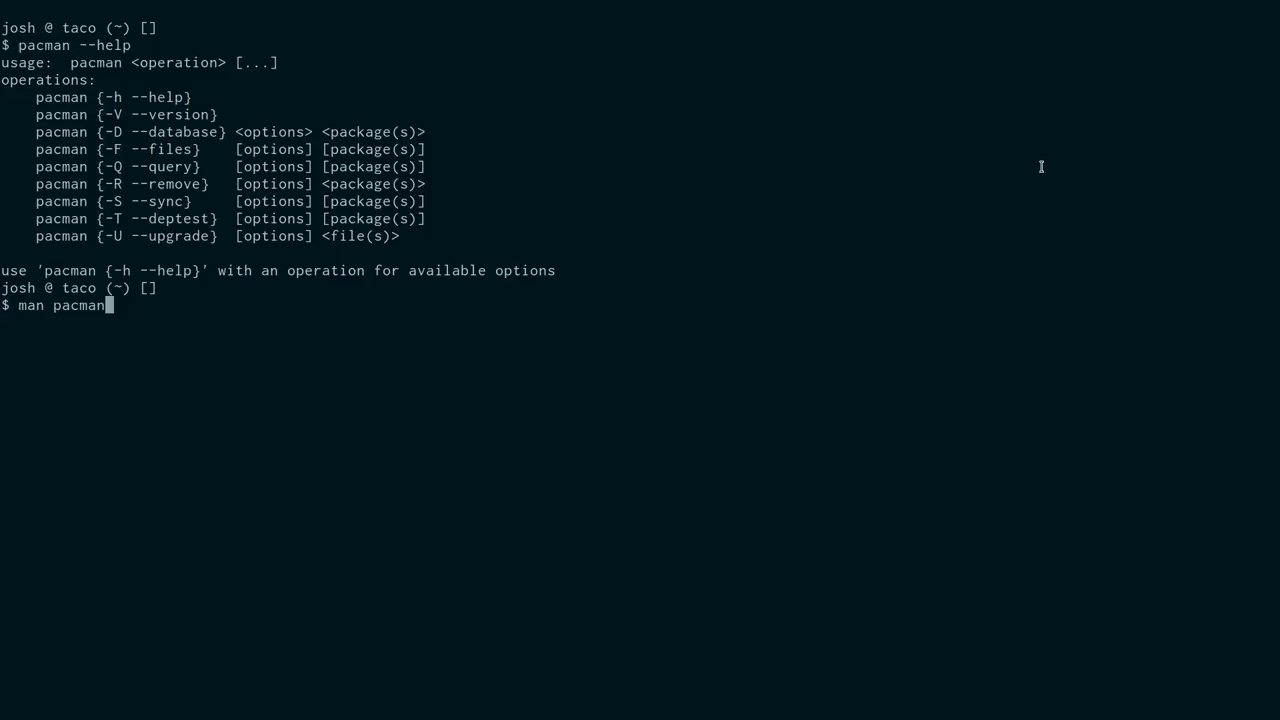 josh @ taco (~) []
$ pacman --help
usage:  pacman <operation> [...]
operations:
    pacman {-h --help}
    pacman {-V --version}
    pacman {-D --database} <options> <package(s)>
    pacman {-F --files}    [options] [package(s)]
    pacman {-Q --query}    [options] [package(s)]
    pacman {-R --remove}   [options] <package(s)>
    pacman {-S --sync}     [options] [package(s)]
    pacman {-T --deptest}  [options] [package(s)]
    pacman {-U --upgrade}  [options] <file(s)>

use 'pacman {-h --help}' with an operation for available options
josh @ taco (~) []
$ man pacman